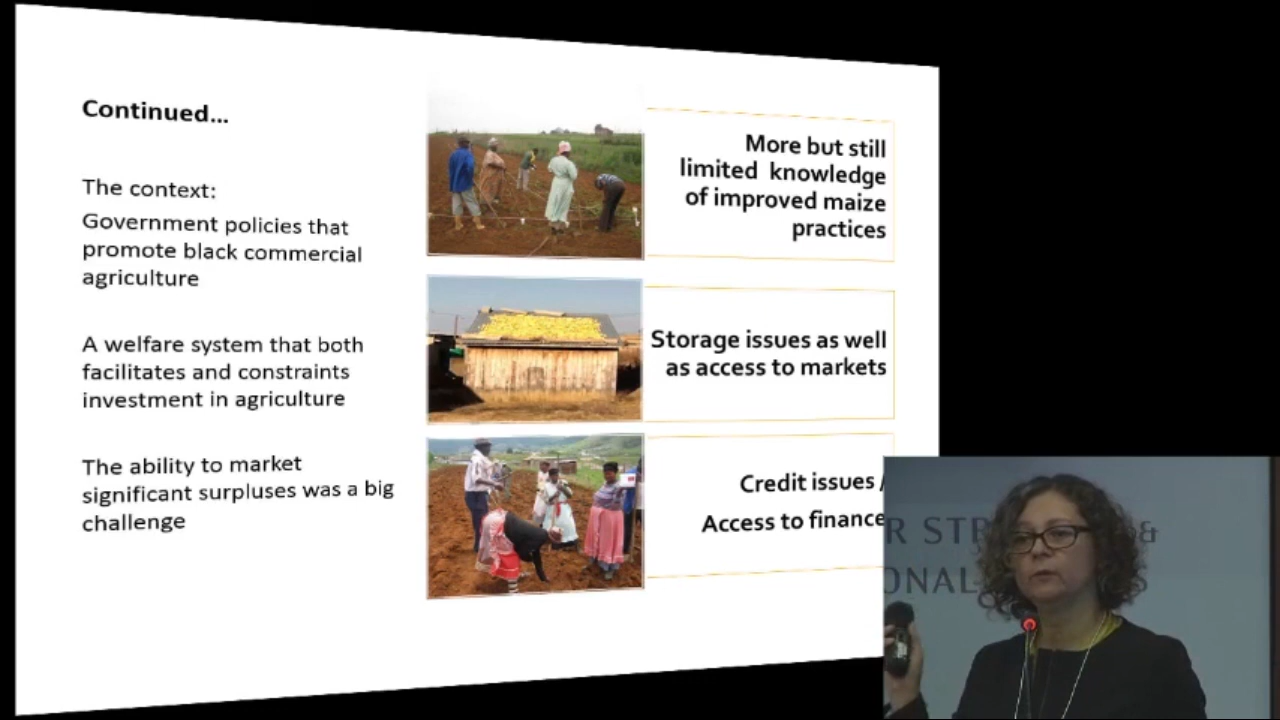 Continued...
The context:
Government policies that
promote black commercial
agriculture
A welfare system that both
facilitates and constraints
investment in agriculture
The ability to market
significant surpluses was a big
challenge
More but still
limited knowledge
of improved maize
practices
Storage issues as well
as access to markets
Credit issues /
Access to finance
R ST
&
ONAL